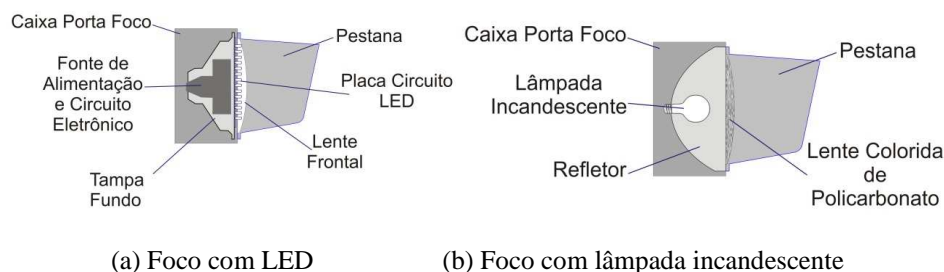 Caixa Porta Foco
Fonte de
Alimentação
e Circuito
Eletrônico
Tampa
Fundo
Pestana
Placa Circuito
LED
Lente
Frontal
(a) Foco com LED
Caixa Porta Foco
Lâmpada
Incandescente
Refletor
Pestana
Lente Colorida
de
Policarbonato
(b) Foco com lâmpada incandescente